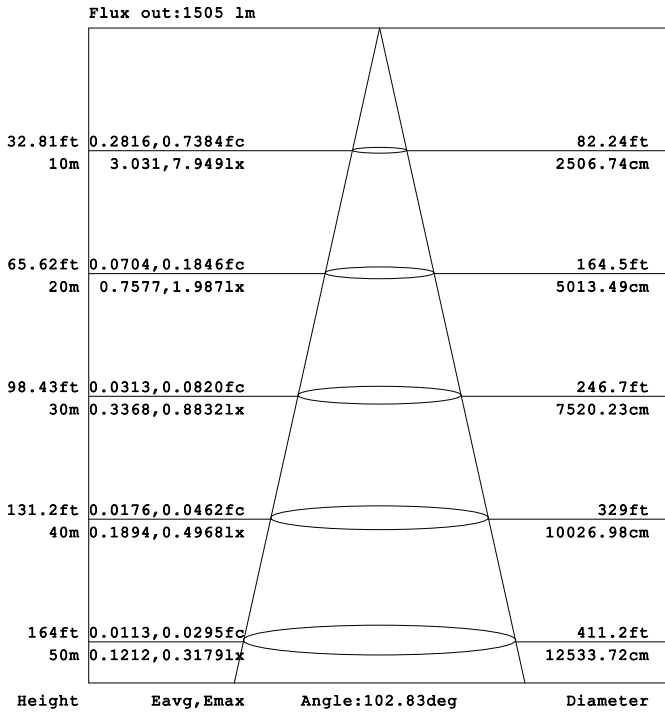 Flux out:1505 lm
32.81ft 0.2816,0.7384fc 82.24ft
10m 3.031,7.949lx 2506.74cm
65.62ft 0.0704,0.1846fc 164.5ft
20m 0.7577,1.987lx 5013.49cm
98.43ft 0.0313,0.0820fc 246.7ft
30m 0.3368,0.8832lx 7520.23cm
131.2ft 0.0176,0.0462fc 329ft
40m 0.1894,0.4968lx 10026.98cm
164ft 0.0113,0.0295fc 411.2ft
50m 0.1212,0.3179lx 12533.72cm
Height Eavg,Emax Angle:102.83deg Diameter